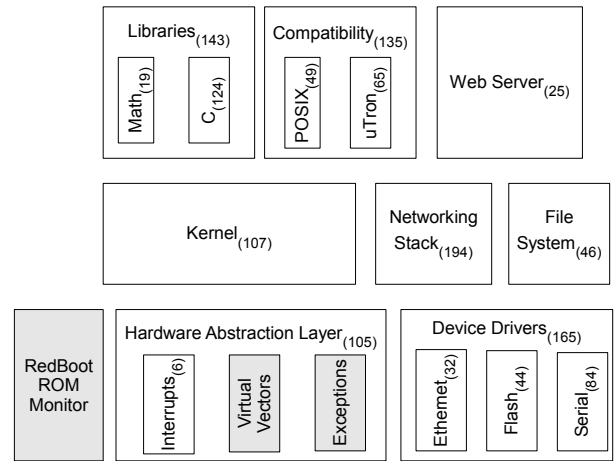 Libraries(143)
Math(19)
C(124)
Compatibility(135)
POSIX(49)
uTron(65)
Web Server(25)
Kernel(107)
Networking
Stack(194)
File
System(46)
RedBoot
ROM
Monitor
Hardware Abstraction Layer(105)
Interrupts(6)
Virtual
Vectors
Exceptions
Device Drivers(165)
Ethernet(32)
Flash(44)
Serial(84)